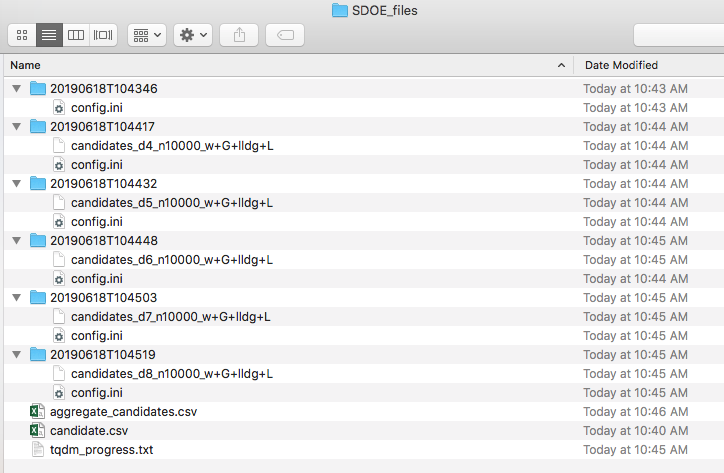 SDOE_files
Name Date Modified
20190618T104346 Today at 10:43 AM
config.ini Today at 10:43 AM
20190618T104417 Today at 10:44 AM
candidates_d4_n10000_w+G+lldg+L Today at 10:44 AM
config.ini Today at 10:44 AM
20190618T104432 Today at 10:44 AM
candidates_d5_n10000_w+G+lldg+L Today at 10:44 AM
config.ini Today at 10:44 AM
20190618T104448 Today at 10:45 AM
candidates_d6_n10000_w+G+lldg+L Today at 10:45 AM
config.ini Today at 10:44 AM
20190618T104503 Today at 10:45 AM
candidates_d7_n10000_w+G+lldg+L Today at 10:45 AM
config.ini Today at 10:45 AM
20190618T104519 Today at 10:45 AM
candidates_d8_n10000_w+G+lldg+L Today at 10:45 AM
config.ini Today at 10:45 AM
aggregate_candidates.csv Today at 10:46 AM
candidate.csv Today at 10:40 AM
tqdm_progress.txt Today at 10:45 AM